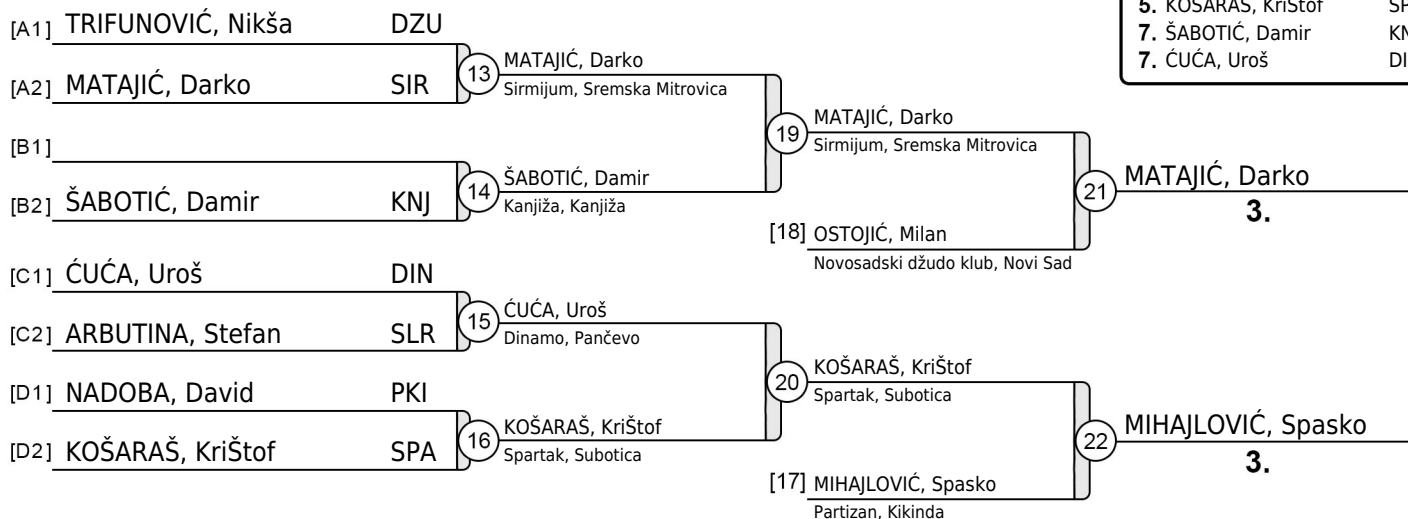 [A1] TRIFUNOVIĆ, Nikša DZU
[A2] MATAJIĆ, Darko SIR
13 MATAJIĆ, Darko
Sirmijum, Sremska Mitrovica
[B1]
[B2] ŠABOTIĆ, Damir KNJ
14 ŠABOTIĆ, Damir
Kanjiža, Kanjiža
19 MATAJIĆ, Darko
Sirmijum, Sremska Mitrovica
[18] OSTOJIĆ, Milan
Novosadski džudo klub, Novi Sad
21 MATAJIĆ, Darko
3.
[C1] ĆUĆA, Uroš DIN
[C2] ARBUTINA, Stefan SLR
15 ĆUĆA, Uroš
Dinamo, Pančevo
[D1] NADOBA, David PKI
[D2] KOŠARAŠ, KriŠtof SPA
16 KOŠARAŠ, KriŠtof
Spartak, Subotica
20 KOŠARAŠ, KriŠtof
Spartak, Subotica
[17] MIHAJLOVIĆ, Spasko
Partizan, Kikinda
22 MIHAJLOVIĆ, Spasko
3.
5. KOŠARAŠ, KriŠtof
7. ŠABOTIĆ, Damir
7. ĆUĆA, Uroš